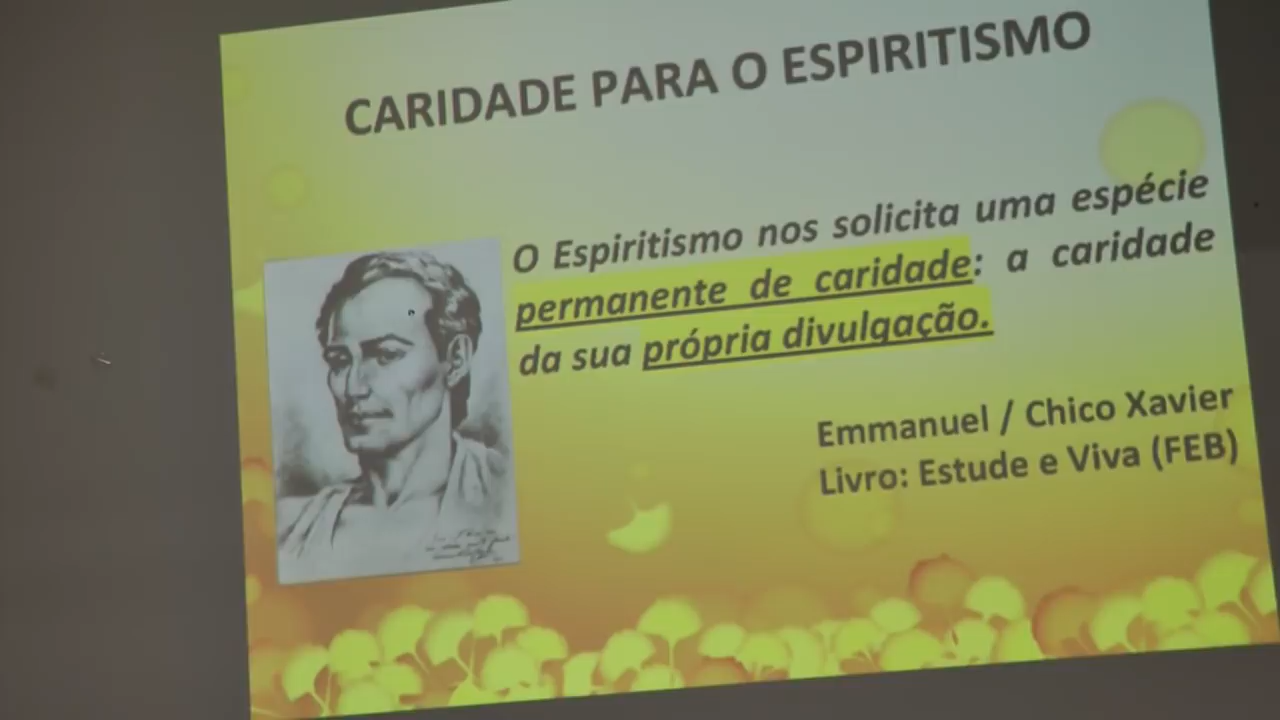 CARIDADE PARA O ESPIRITISMO
O Espiritismo nos solicita uma espécie
permanente de caridade: a caridade
da sua própria divulgação.
Emmanuel / Chico Xavier
Livro: Estude e Viva (FEB)